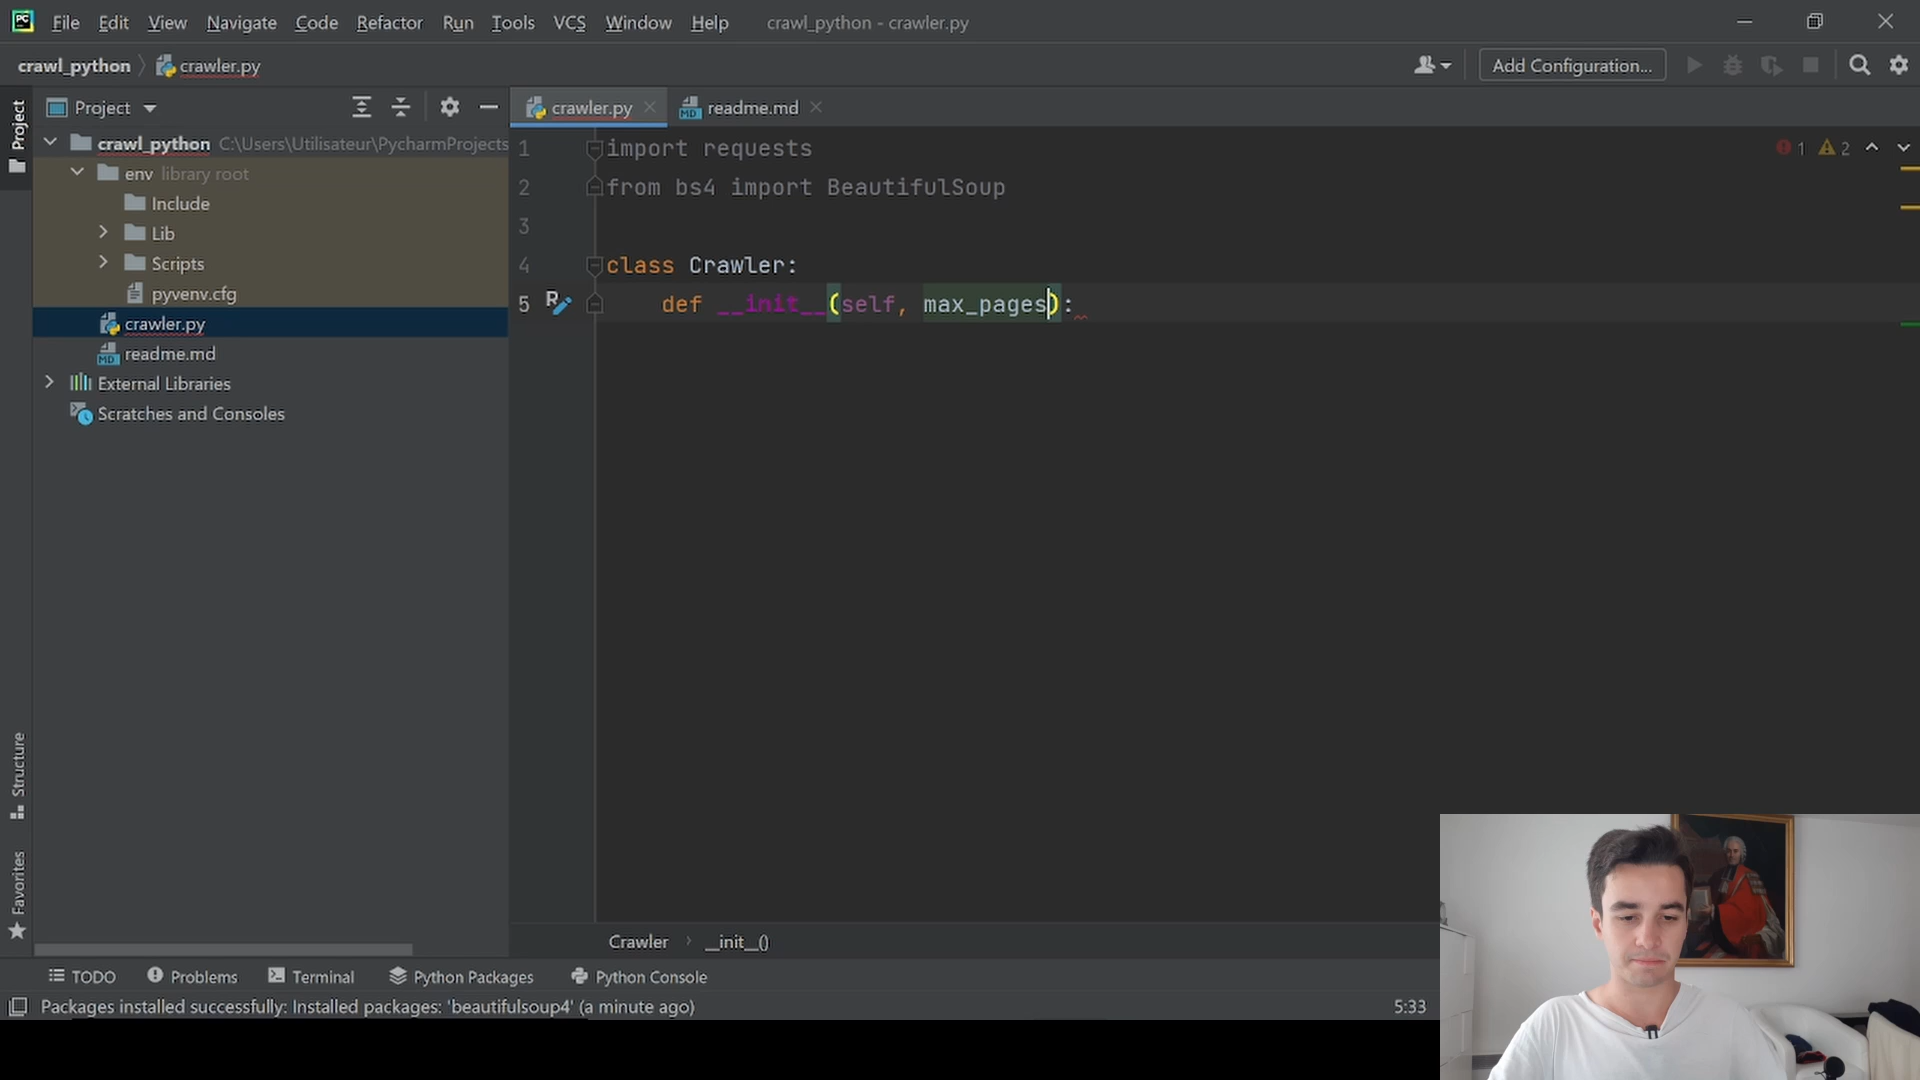 PC File Edit View Navigate Code Refactor Run Tools VCS Window Help crawl_python - crawler.py
crawl_python crawler.py Add Configuration...
Project Project crawler.py readme.md
crawl_python C:\Users\Utilisateur\PycharmProjects
env library root
Include
Lib
Scripts
pyvenv.cfg
crawler.py
MD readme.md
External Libraries
Scratches and Consoles
1 import requests
2 from bs4 import BeautifulSoup
3
4 class Crawler:
5 def __init__(self, max_pages):
1 2
Structure
Favorites
Crawler __init__()
TODO Problems Terminal Python Packages Python Console
Packages installed successfully: Installed packages: 'beautifulsoup4' (a minute ago) 5:33